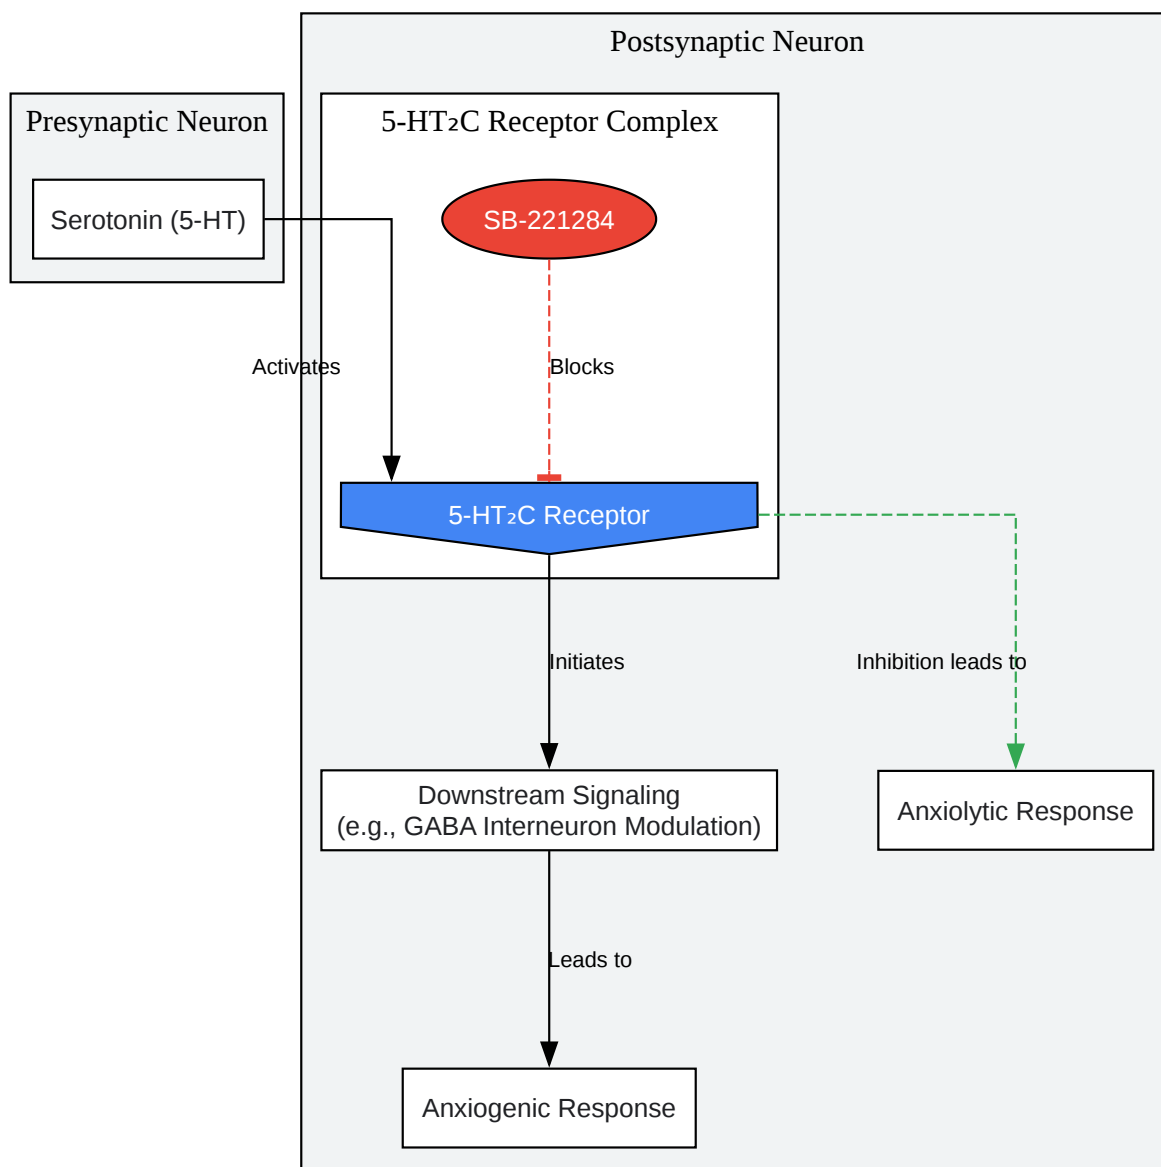 Postsynaptic Neuron
Presynaptic Neuron
5-HT₂C Receptor Complex
Serotonin (5-HT)
SB-221284
Activates
Blocks
5-HT₂C Receptor
Initiates
Inhibition leads to
Downstream Signaling
(e.g., GABA Interneuron Modulation)
Anxiolytic Response
Leads to
Anxiogenic Response